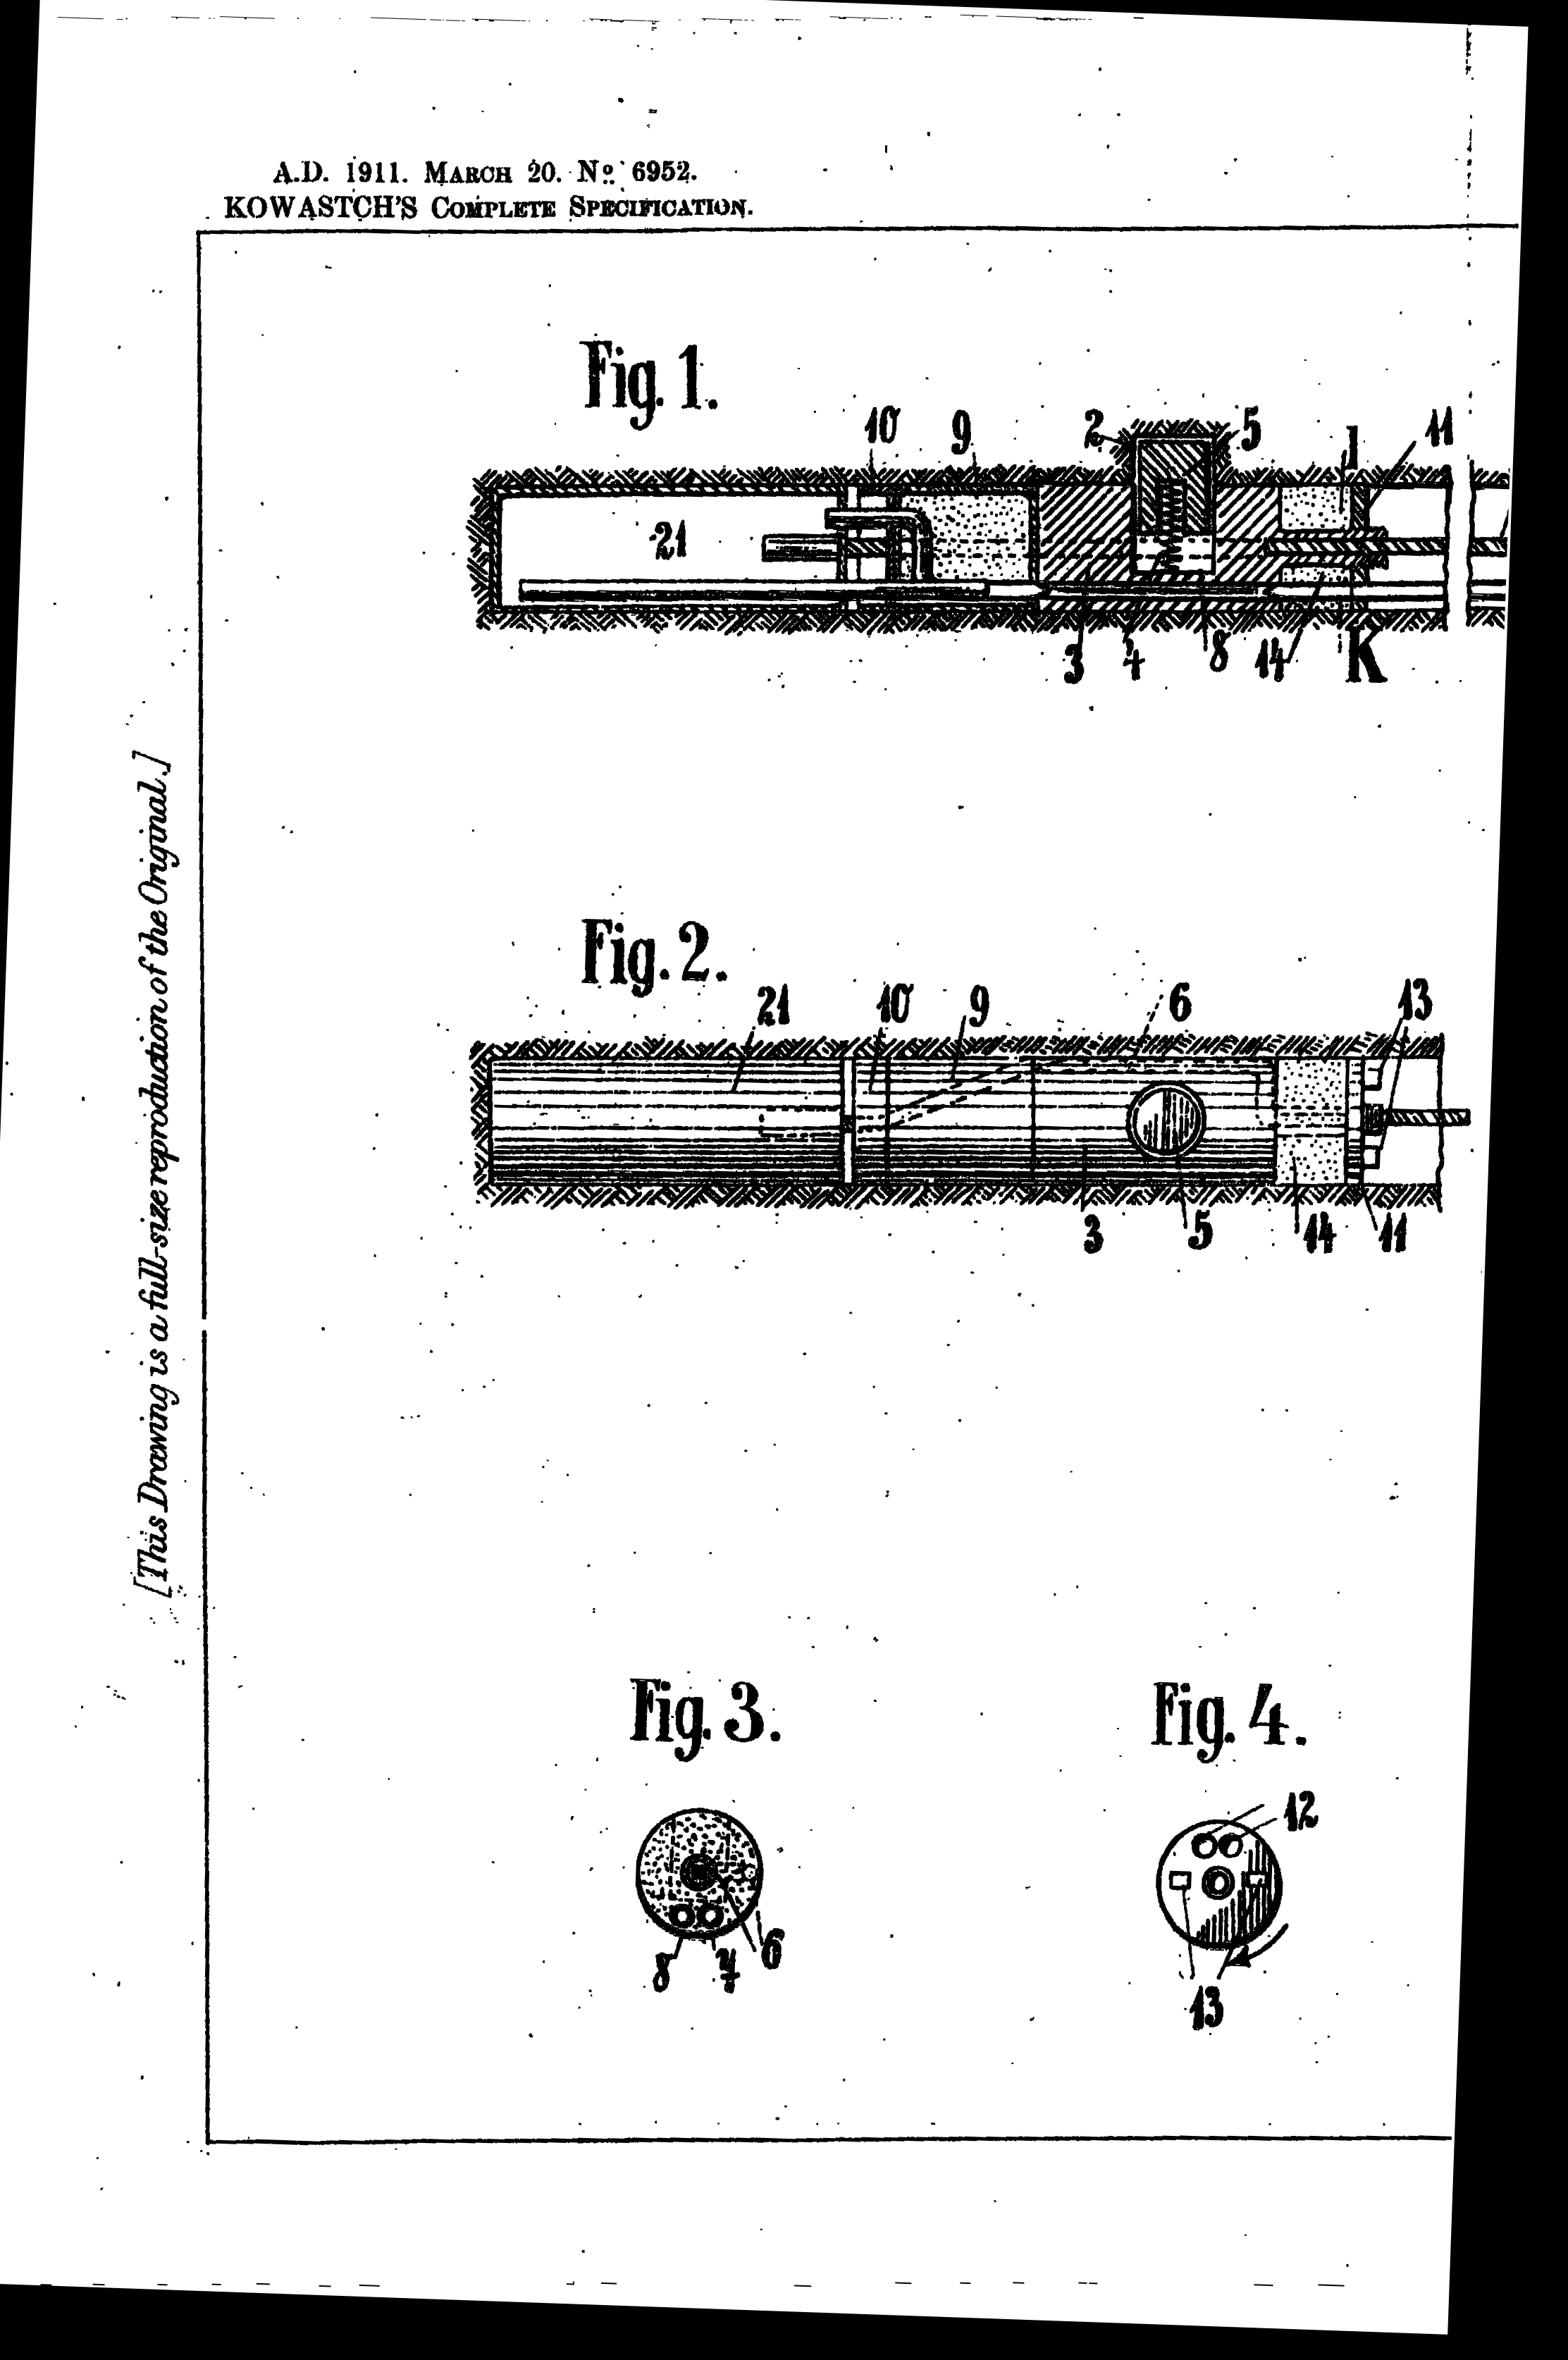 A.D. 1911. MARCH 20. Nº 6952.
KOWASTCH'S COMPLETE SPECIFICATION.
[This Drawing is a full-size reproduction of the Original.]
Fig. 1.
10 9 2 5 I 11
21
3 4 8 14 K
Fig. 2.
21 10 9 6 13
3 5 14 11
Fig. 3.
8 7 6
Fig. 4.
12
13